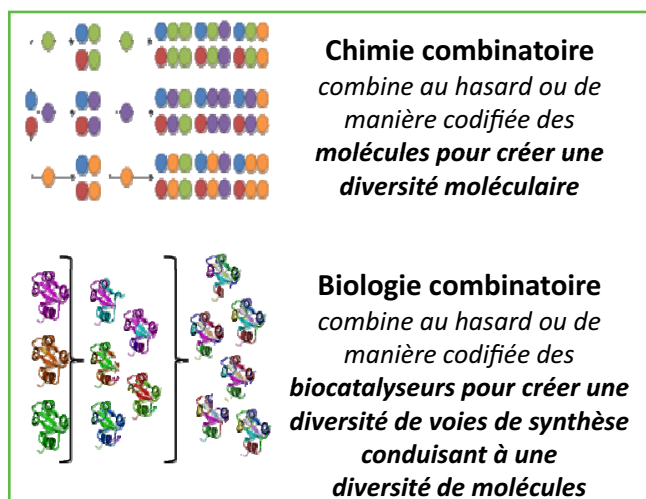 Chimie combinatoire
combine au hasard ou de
manière codifiée des
molécules pour créer une
diversité moléculaire
Biologie combinatoire
combine au hasard ou de
manière codifiée des
biocatalyseurs pour créer une
diversité de voies de synthèse
conduisant à une
diversité de molécules